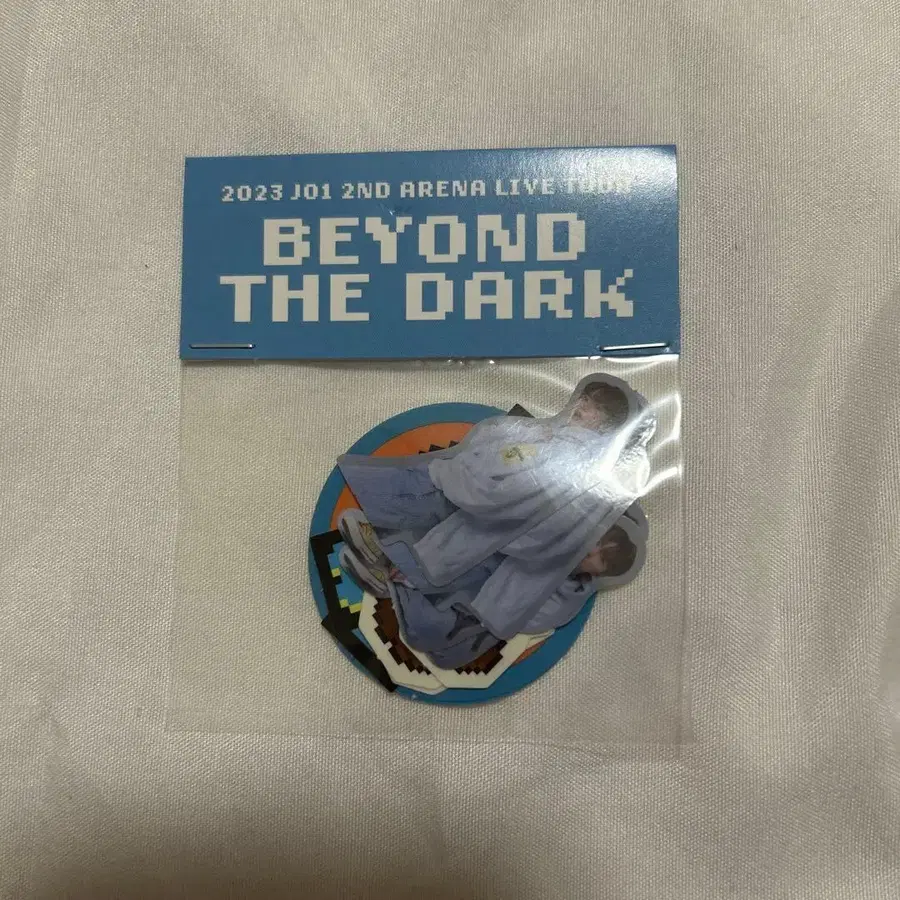 2023 JO1 2ND ARENA LIVE TOUR
BEYOND
THE DARK